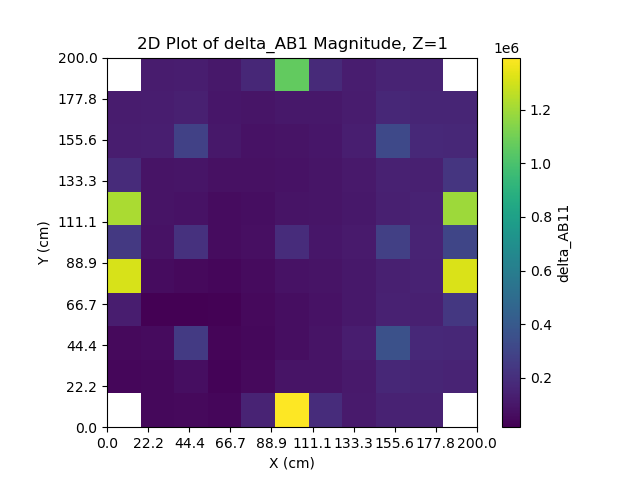 2D Plot of delta_AB1 Magnitude, Z=1
1e6
200.0
177.8
155.6
133.3
111.1
88.9
66.7
44.4
22.2
0.0
Y (cm)
0.0 22.2 44.4 66.7 88.9 111.1 133.3 155.6 177.8 200.0
X (cm)
1.2
1.0
0.8
0.6
0.4
0.2
delta_AB11